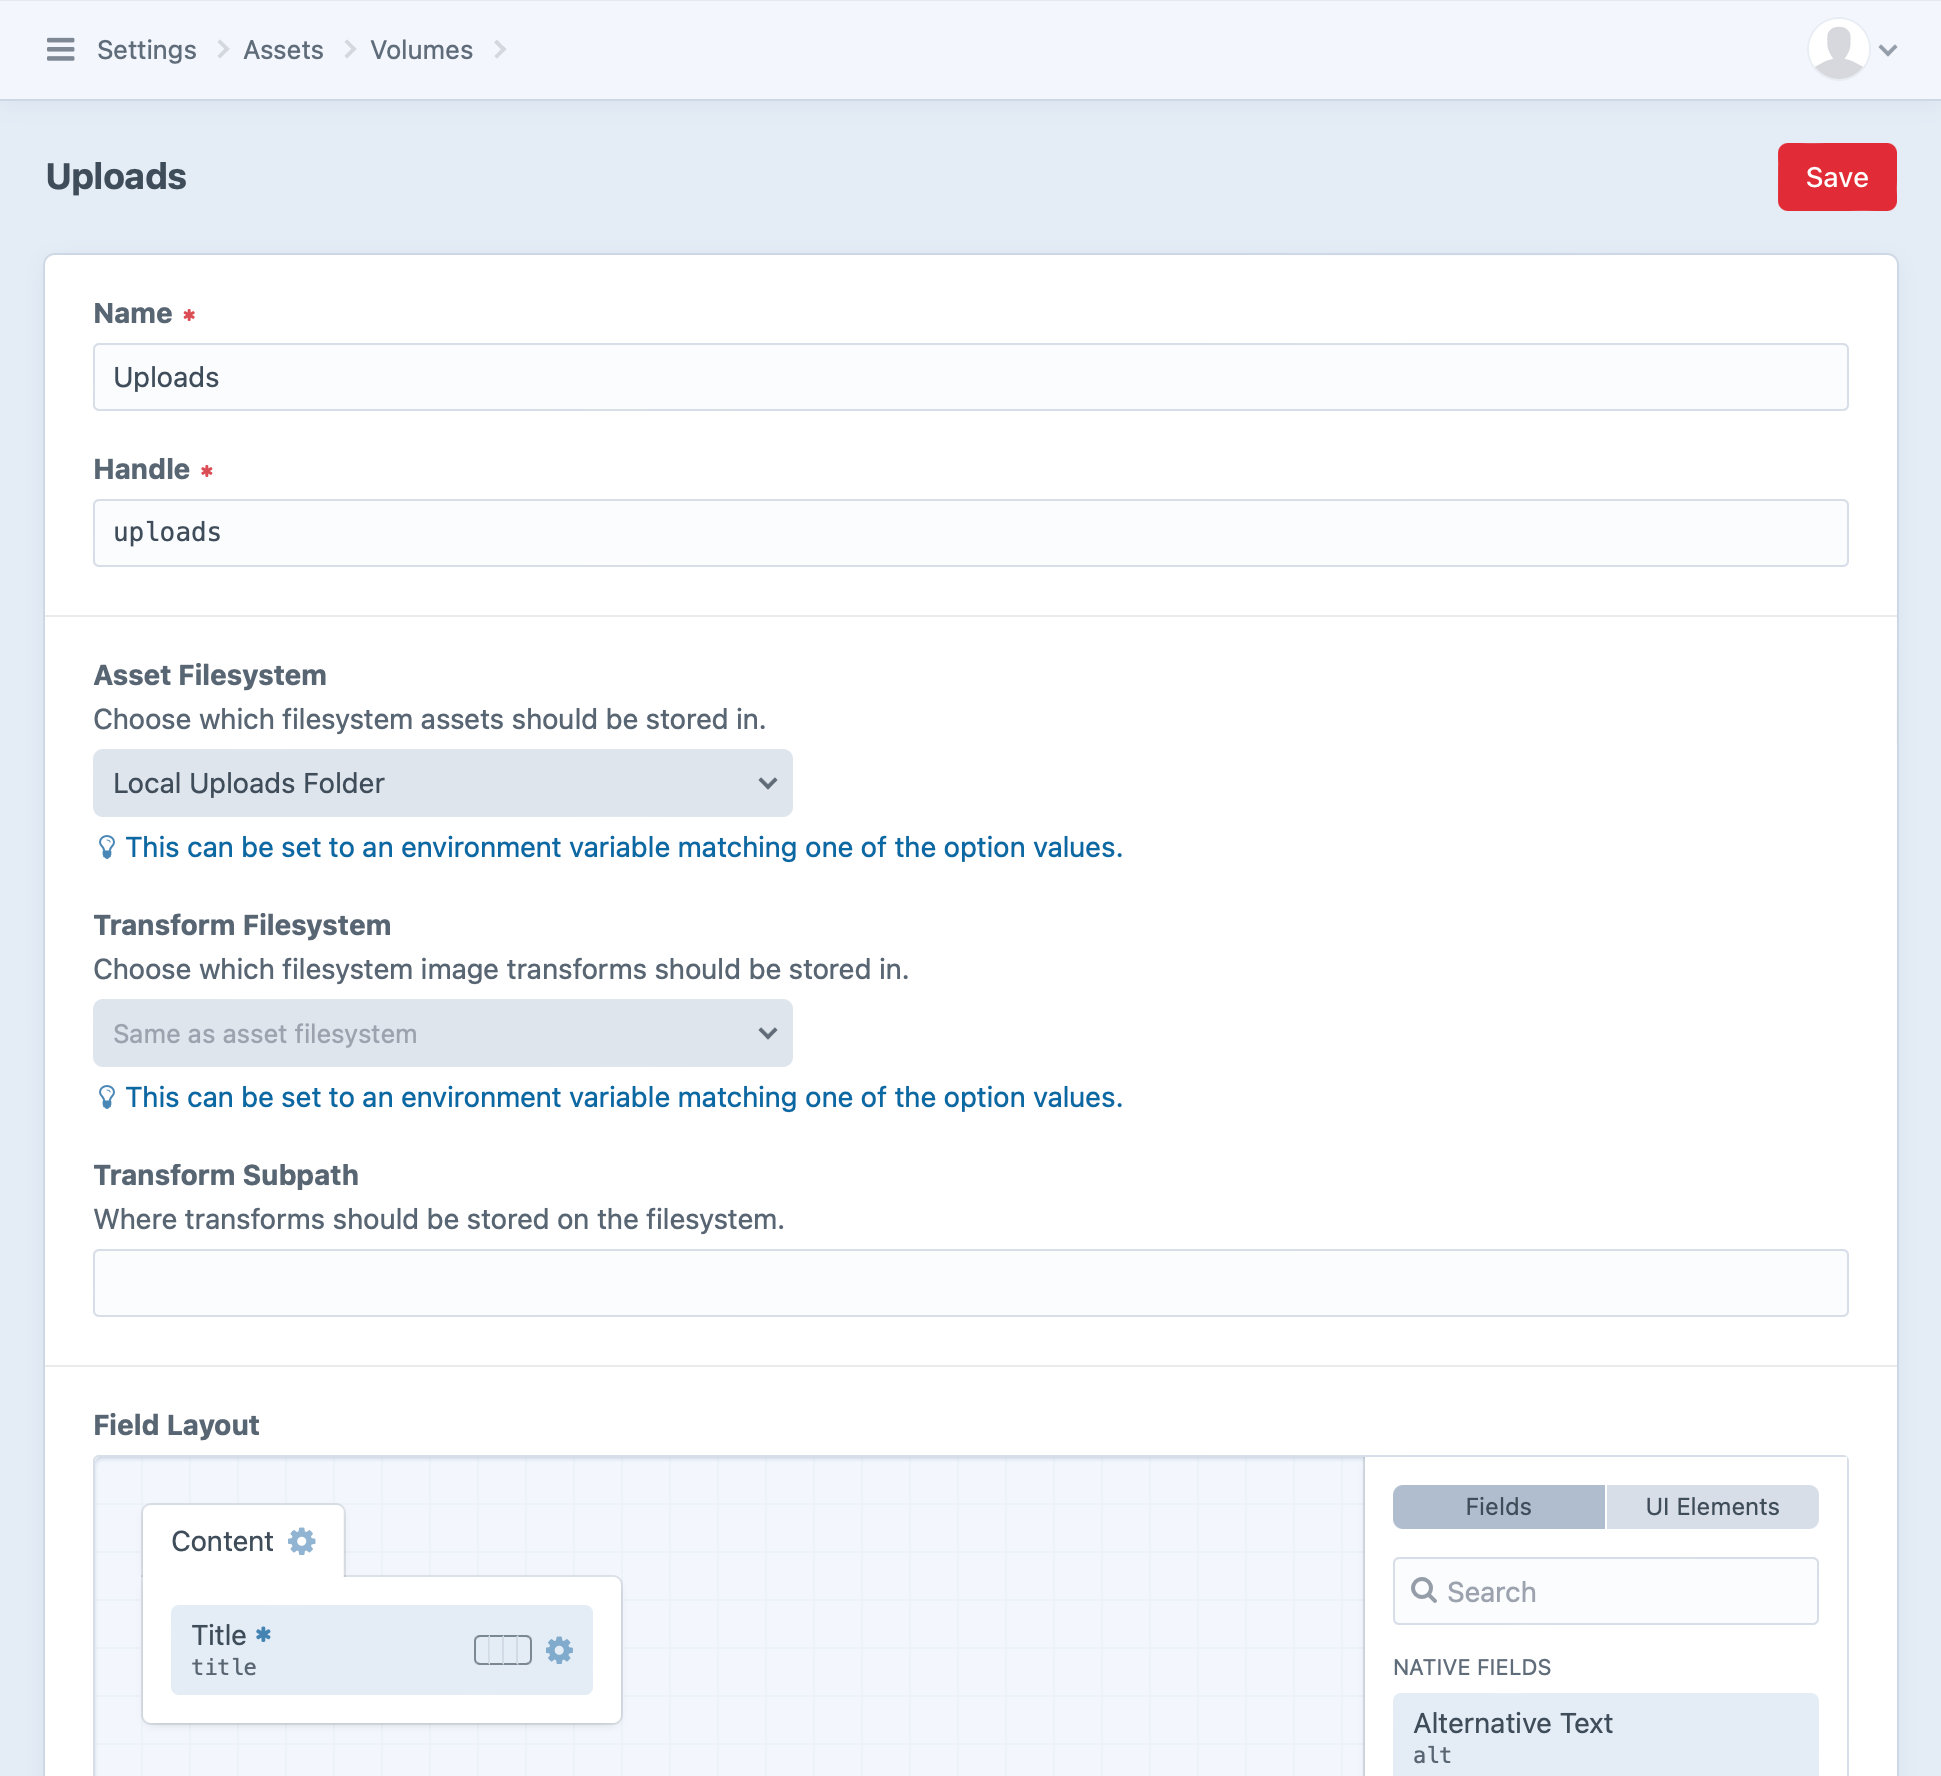 Settings
Assets
Volumes
Uploads
Save
Name *
Uploads
Handle *
uploads
Asset Filesystem
Choose which filesystem assets should be stored in.
Local Uploads Folder
This can be set to an environment variable matching one of the option values.
Transform Filesystem
Choose which filesystem image transforms should be stored in.
Same as asset filesystem
This can be set to an environment variable matching one of the option values.
Transform Subpath
Where transforms should be stored on the filesystem.
Field Layout
Content
Title *
title
Fields
UI Elements
Search
NATIVE FIELDS
Alternative Text
alt